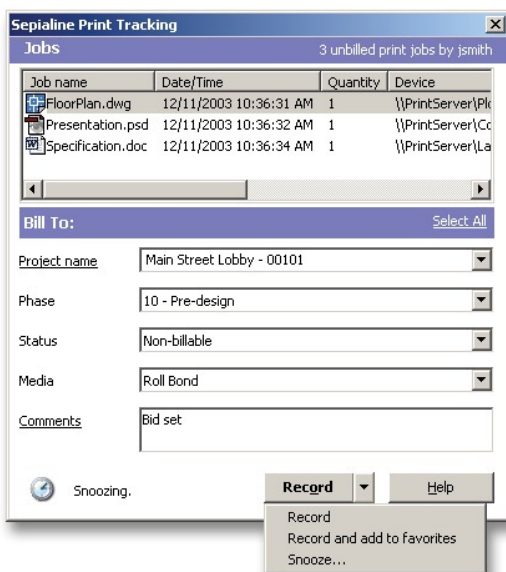 Sepialine Print Tracking
Jobs 3 unbilled print jobs by jsmith
Job name Date/Time Quantity Device
FloorPlan.dwg 12/11/2003 10:36:31 AM 1 \\PrintServer\Plo
Presentation.psd 12/11/2003 10:36:32 AM 1 \\PrintServer\Co
Specification.doc 12/11/2003 10:36:34 AM 1 \\PrintServer\La
Bill To: Select All
Project name Main Street Lobby - 00101
Phase 10 - Pre-design
Status Non-billable
Media Roll Bond
Comments Bid set
Snoozing. Record Help
Record
Record and add to favorites
Snooze...